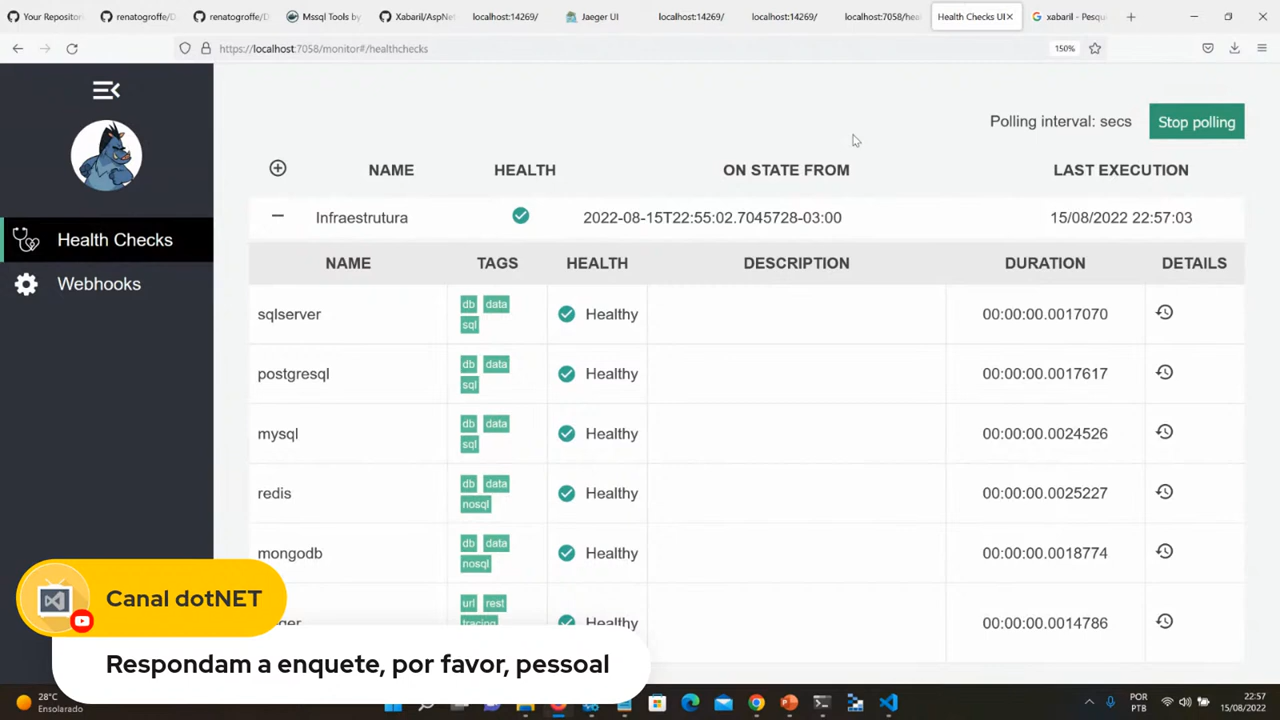 Your Repositori
renatogroffe/D
renatogroffe/D
Mssql Tools by
Xabaril/AspNet
localhost:14269/
Jaeger UI
localhost:14269/
localhost:14269/
localhost:7058/heal
Health Checks UI
xabaril - Pesqui
https://localhost:7058/monitor#/healthchecks
150%
Polling interval: secs
Stop polling
Health Checks
Webhooks
NAME HEALTH ON STATE FROM LAST EXECUTION
Infraestrutura 2022-08-15T22:55:02.7045728-03:00 15/08/2022 22:57:03
NAME TAGS HEALTH DESCRIPTION DURATION DETAILS
sqlserver db data sql Healthy 00:00:00.0017070
postgresql db data sql Healthy 00:00:00.0017617
mysql db data sql Healthy 00:00:00.0024526
redis db data nosql Healthy 00:00:00.0025227
mongodb db data nosql Healthy 00:00:00.0018774
url rest tracing Healthy 00:00:00.0014786
Canal dotNET
Respondam a enquete, por favor, pessoal
28°C
Ensolarado
POR
PTB
22:57
15/08/2022